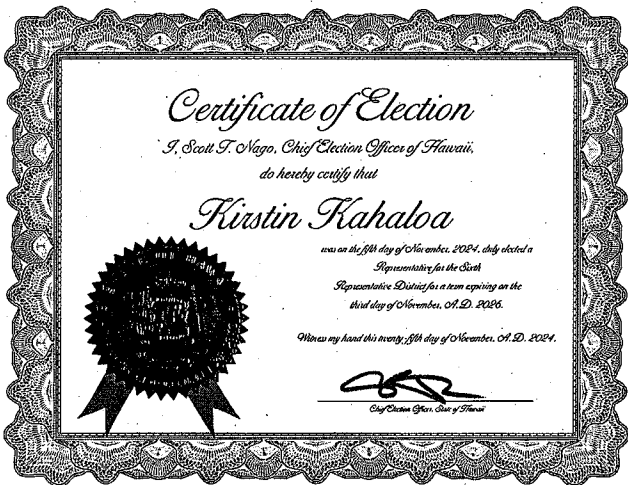 Certificate of Election
I, Scott T. Nago, Chief Election Officer of Hawaii,
do hereby certify that
Kirstin Kahaloa
was on the fifth day of November, 2024, duly elected a
Representative for the Sixth
Representative District for a term expiring on the
third day of November, A.D. 2026.
Witness my hand this twenty fifth day of November, A.D. 2024.
Chief Election Officer, State of Hawaii